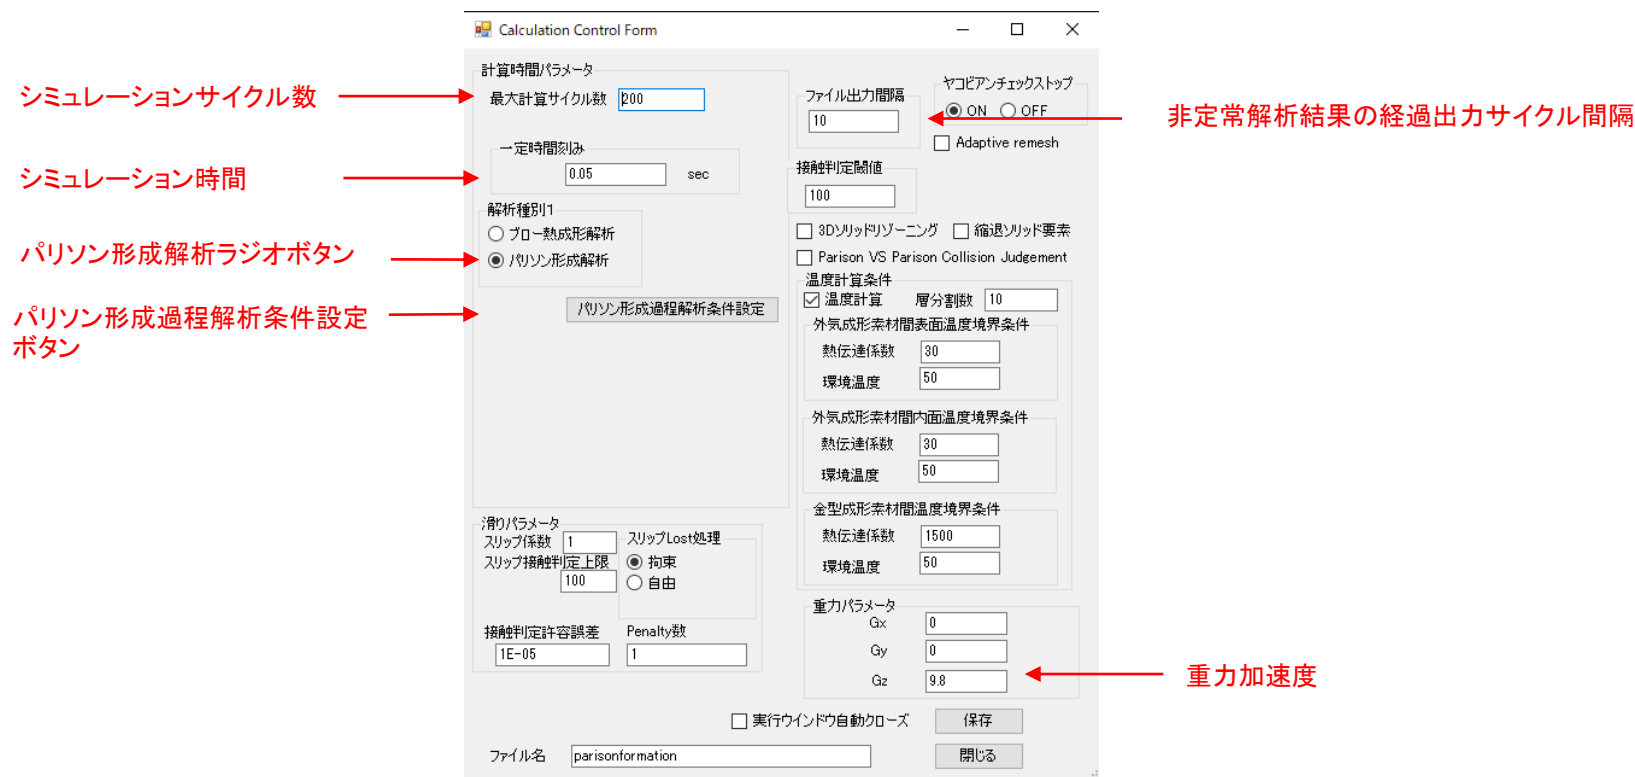 Calculation Control Form
計算時間パラメータ
最大計算サイクル数 200
一定時間刻み
0.05 sec
解析種別1
ブロー熱成形解析
パリソン形成解析
パリソン形成過程解析条件設定
滑りパラメータ
スリップ係数 1
スリップ接触判定上限
100
スリップLost処理
拘束
自由
接触判定許容誤差
1E-05
Penalty数
1
ファイル出力間隔
10
ヤコビアンチェックストップ
ON OFF
Adaptive remesh
接触判定閾値
100
3Dソリッドリゾーニング 縮退ソリッド要素
Parison VS Parison Collision Judgement
温度計算条件
温度計算 層分割数 10
外気成形素材間表面温度境界条件
熱伝達係数 30
環境温度 50
外気成形素材間内面温度境界条件
熱伝達係数 30
環境温度 50
金型成形素材間温度境界条件
熱伝達係数 1500
環境温度 50
重力パラメータ
Gx 0
Gy 0
Gz 9.8
実行ウインドウ自動クローズ 保存
ファイル名 parisonformation 閉じる
シミュレーションサイクル数
シミュレーション時間
パリソン形成解析ラジオボタン
パリソン形成過程解析条件設定
ボタン
非定常解析結果の経過出力サイクル間隔
重力加速度